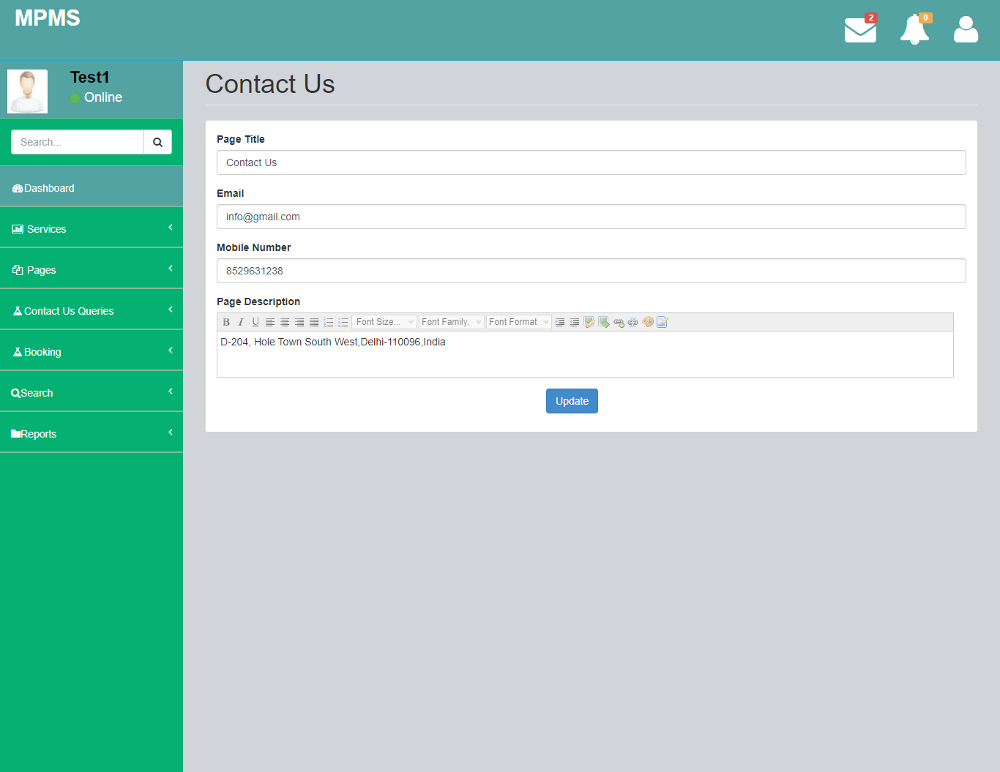 MPMS
2
0
Test1
Online
Search...
Dashboard
Services
Pages
Contact Us Queries
Booking
Search
Reports
Contact Us
Page Title
Contact Us
Email
info@gmail.com
Mobile Number
8529631238
Page Description
B I U Font Size... Font Family. Font Format
D-204, Hole Town South West,Delhi-110096,India
Update